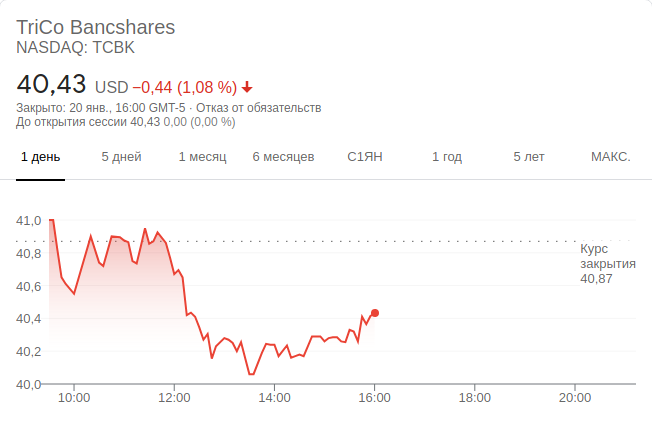 TriCo Bancshares
NASDAQ: TCBK
40,43 USD −0,44 (1,08 %)
Закрыто: 20 янв., 16:00 GMT-5 · Отказ от обязательств
До открытия сессии 40,43 0,00 (0,00 %)
1 день 5 дней 1 месяц 6 месяцев С1ЯН 1 год 5 лет МАКС.
41,0
40,8
40,6
40,4
40,2
40,0
Курс
закрытия
40,87
10:00 12:00 14:00 16:00 18:00 20:00